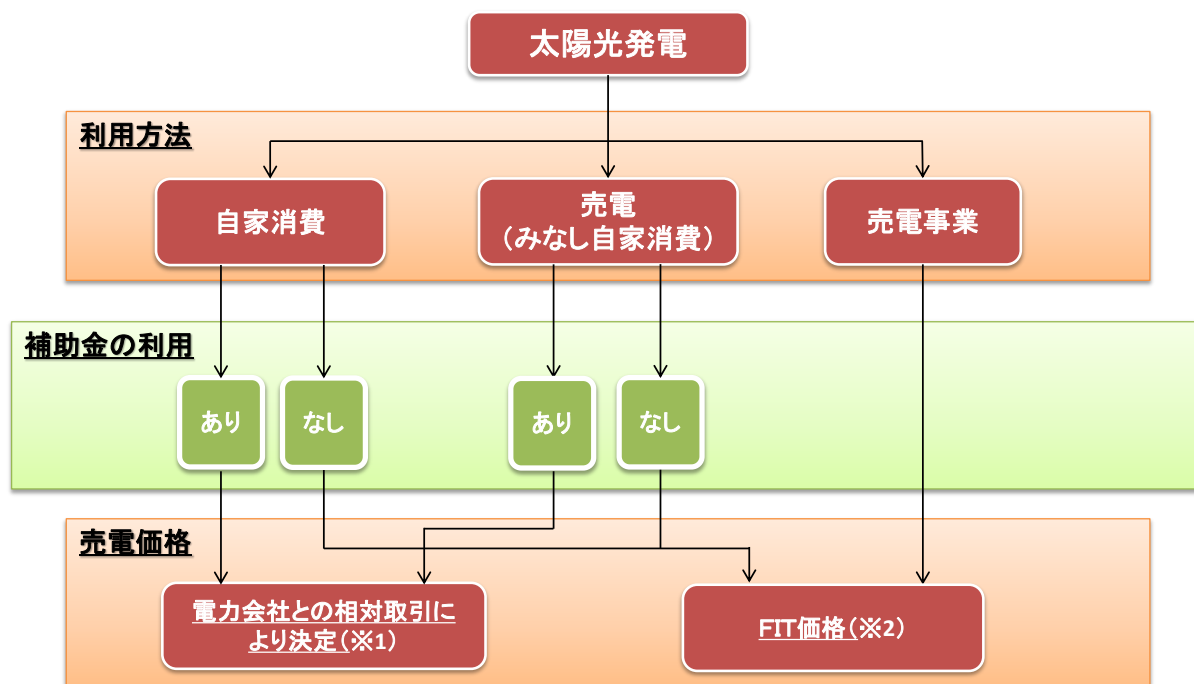 太陽光発電
利用方法
自家消費
売電
（みなし自家消費）
売電事業
補助金の利用
あり
なし
あり
なし
売電価格
電力会社との相対取引に
より決定（※1）
FIT価格（※2）